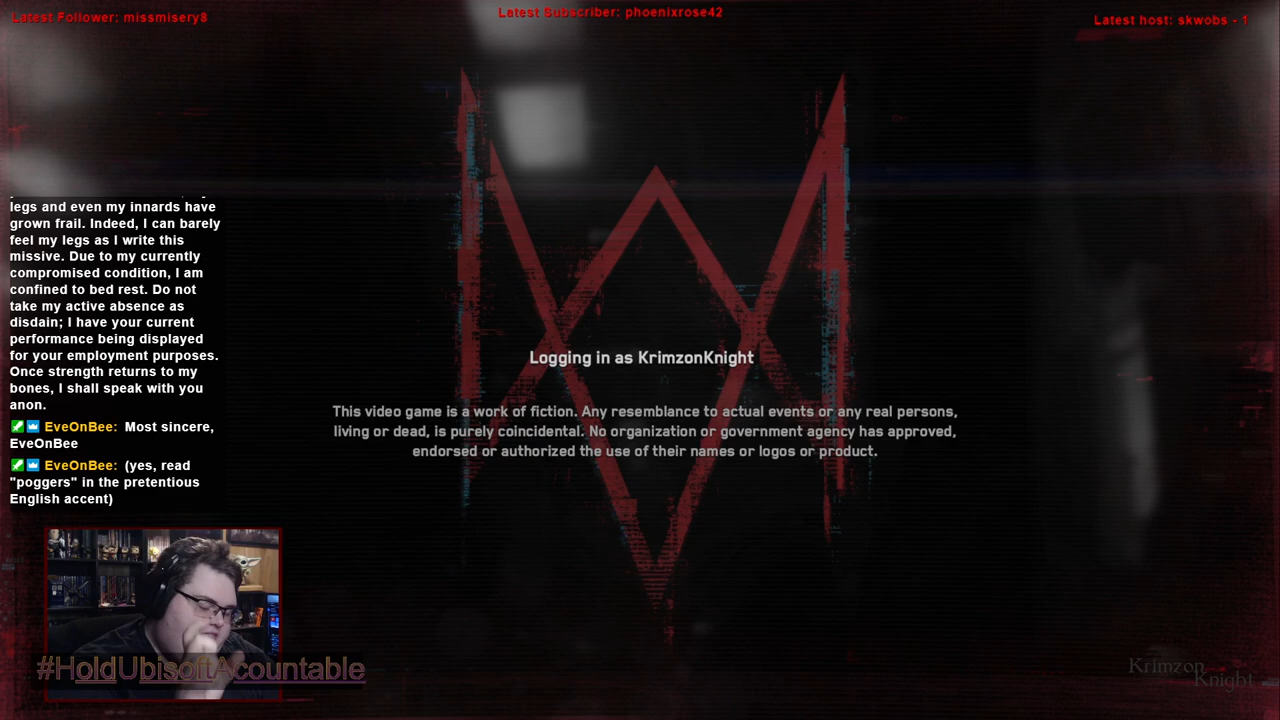 Latest Follower: missmisery8
Latest Subscriber: phoenixrose42
Latest host: skwobs - 1
legs and even my innards have
grown frail. Indeed, I can barely
feel my legs as I write this
missive. Due to my currently
compromised condition, I am
confined to bed rest. Do not
take my active absence as
disdain; I have your current
performance being displayed
for your employment purposes.
Once strength returns to my
bones, I shall speak with you
anon.
EveOnBee: Most sincere,
EveOnBee
EveOnBee: (yes, read
"poggers" in the pretentious
English accent)
Logging in as KrimzonKnight
This video game is a work of fiction. Any resemblance to actual events or any real persons,
living or dead, is purely coincidental. No organization or government agency has approved,
endorsed or authorized the use of their names or logos or product.
#HoldUbisoftAcountable
Krimzon
Knight